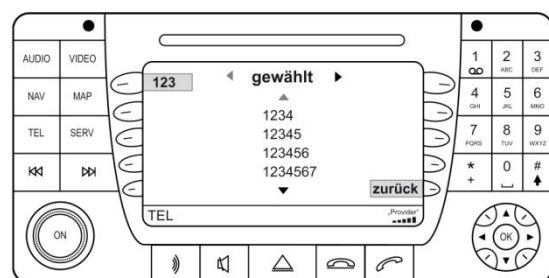 AUDIO VIDEO
NAV MAP
TEL SERV
ON
123
gewählt
1234
12345
123456
1234567
zurück
TEL
„Provider“
1
2 ABC
3 DEF
4 GHI
5 JKL
6 MNO
7 PQRS
8 TUV
9 WXYZ
* +
0
#
OK